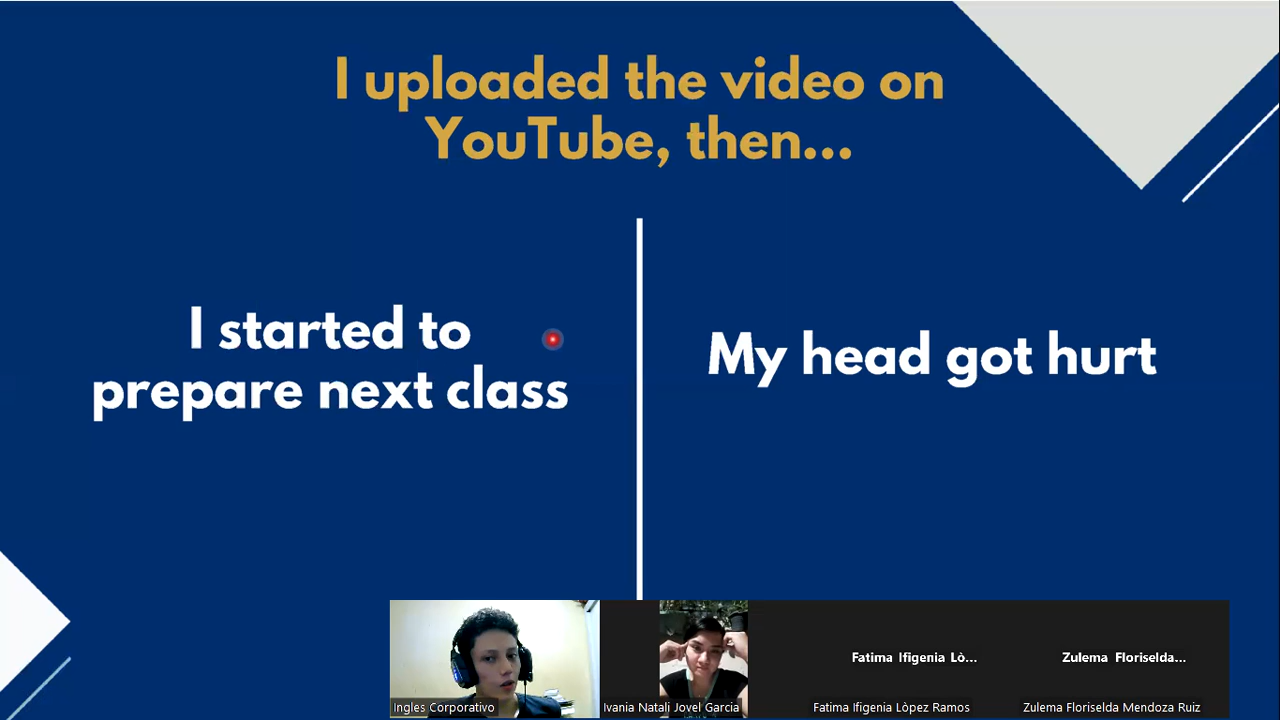 I uploaded the video on
YouTube, then...
I started to
prepare next class
My head got hurt
Fatima Ifigenia Lò...
Zulema Floriselda...
Ingles Corporativo
Ivania Natali Jovel Garcia
Fatima Ifigenia Lòpez Ramos
Zulema Floriselda Mendoza Ruiz